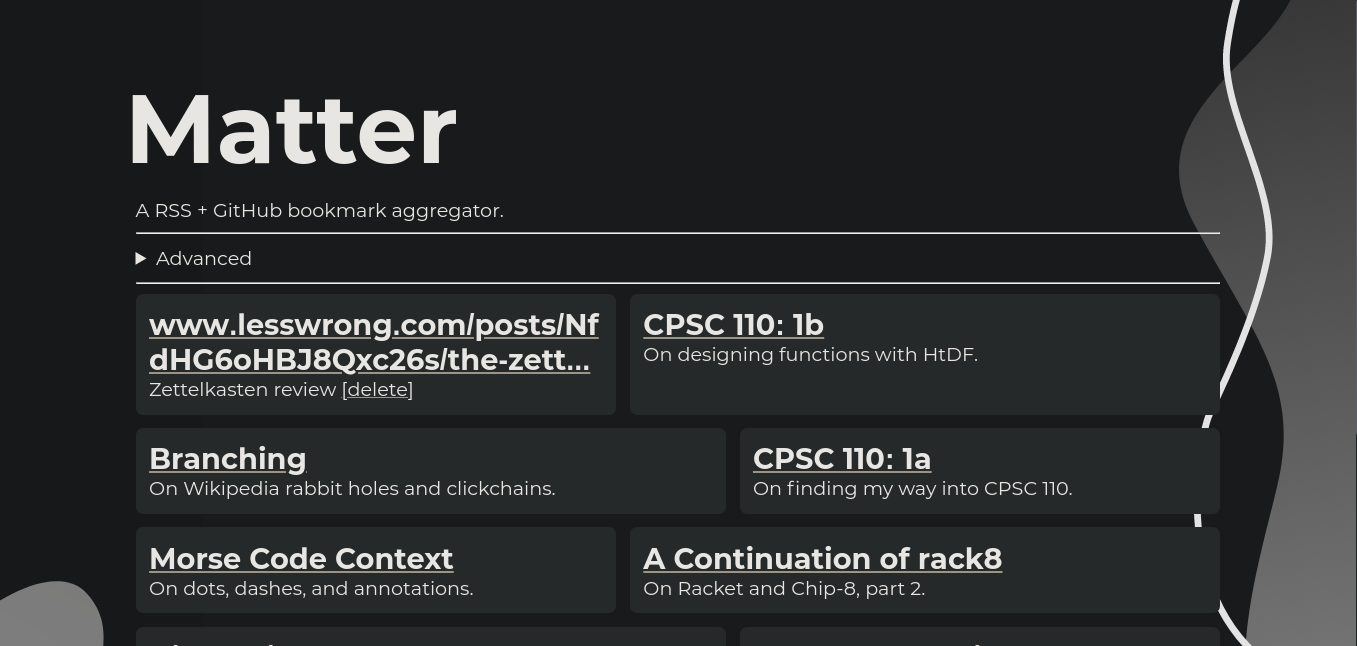 Matter
A RSS + GitHub bookmark aggregator.
Advanced
www.lesswrong.com/posts/Nf
dHG6oHBJ8Qxc26s/the-zett...
Zettelkasten review [delete]
CPSC 110: 1b
On designing functions with HtDF.
Branching
On Wikipedia rabbit holes and clickchains.
CPSC 110: 1a
On finding my way into CPSC 110.
Morse Code Context
On dots, dashes, and annotations.
A Continuation of rack8
On Racket and Chip-8, part 2.